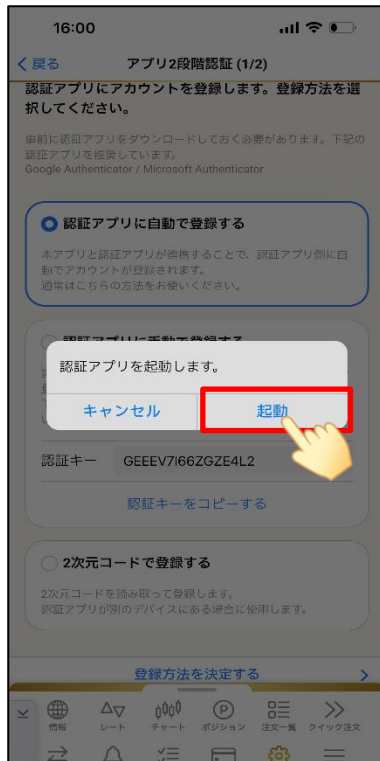 16:00
戻る
アプリ2段階認証 (1/2)
認証アプリにアカウントを登録します。登録方法を選
択してください。
事前に認証アプリをダウンロードしておく必要があります。下記の
認証アプリを推奨しています。
Google Authenticator / Microsoft Authenticator
認証アプリに自動で登録する
本アプリと認証アプリが連携することで、認証アプリ側に自
動でアカウントが登録されます。
通常はこちらの方法をお使いください。
認証アプリに手動で登録する
認証アプリを起動します。
キャンセル
起動
認証キー
GEEEV7I66ZGZE4L2
認証キーをコピーする
2次元コードで登録する
2次元コードを読み取って登録します。
認証アプリが別のデバイスにある場合に使用します。
登録方法を決定する
情報
レート
チャート
ポジション
注文一覧
クイック注文